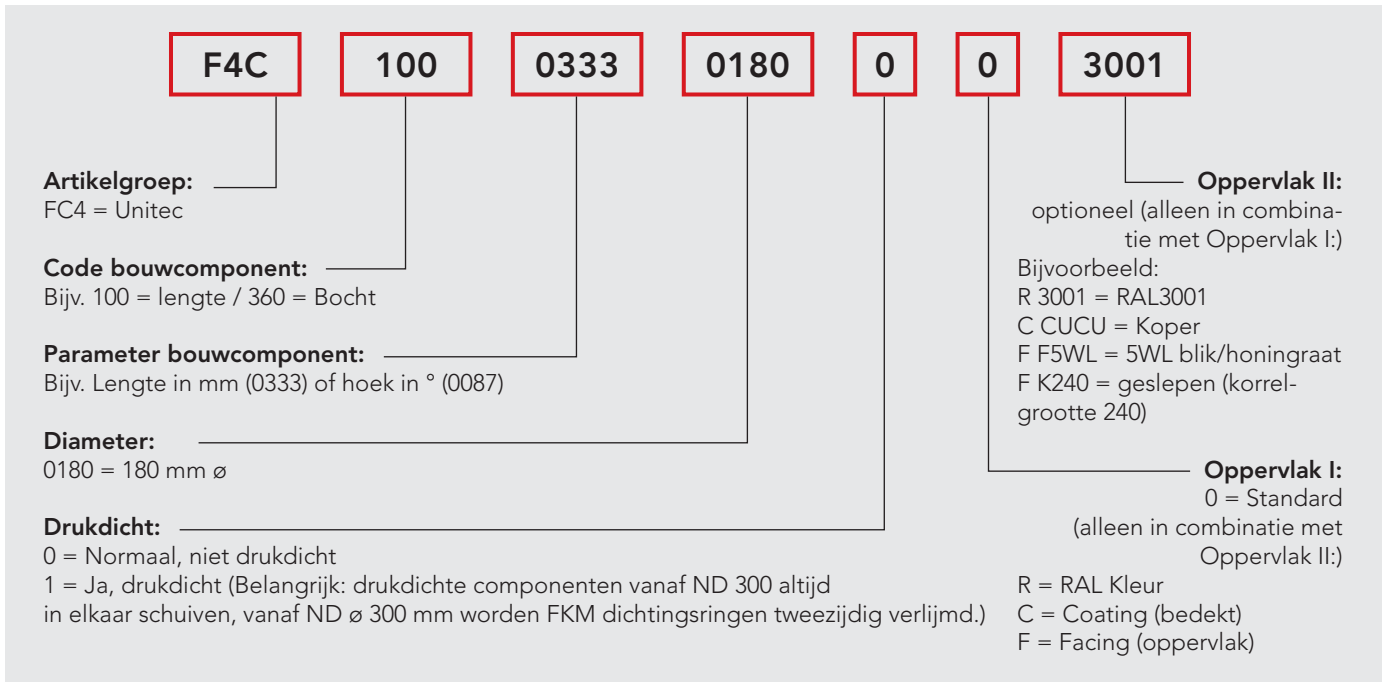 F4C 100 0333 0180 0 0 3001
Artikelgroep:
FC4 = Unitec
Code bouwcomponent:
Bijv. 100 = lengte / 360 = Bocht
Parameter bouwcomponent:
Bijv. Lengte in mm (0333) of hoek in ° (0087)
Diameter:
0180 = 180 mm ø
Drukdicht:
0 = Normaal, niet drukdicht
1 = Ja, drukdicht (Belangrijk: drukdichte componenten vanaf ND 300 altijd
in elkaar schuiven, vanaf ND ø 300 mm worden FKM dichtingsringen tweezijdig verlijmd.)
Oppervlak II:
optioneel (alleen in combina-
tie met Oppervlak I:)
Bijvoorbeeld:
R 3001 = RAL3001
C CUCU = Koper
F F5WL = 5WL blik/honingraat
F K240 = geslepen (korrel-
grootte 240)
Oppervlak I:
0 = Standard
(alleen in combinatie met
Oppervlak II:)
R = RAL Kleur
C = Coating (bedekt)
F = Facing (oppervlak)